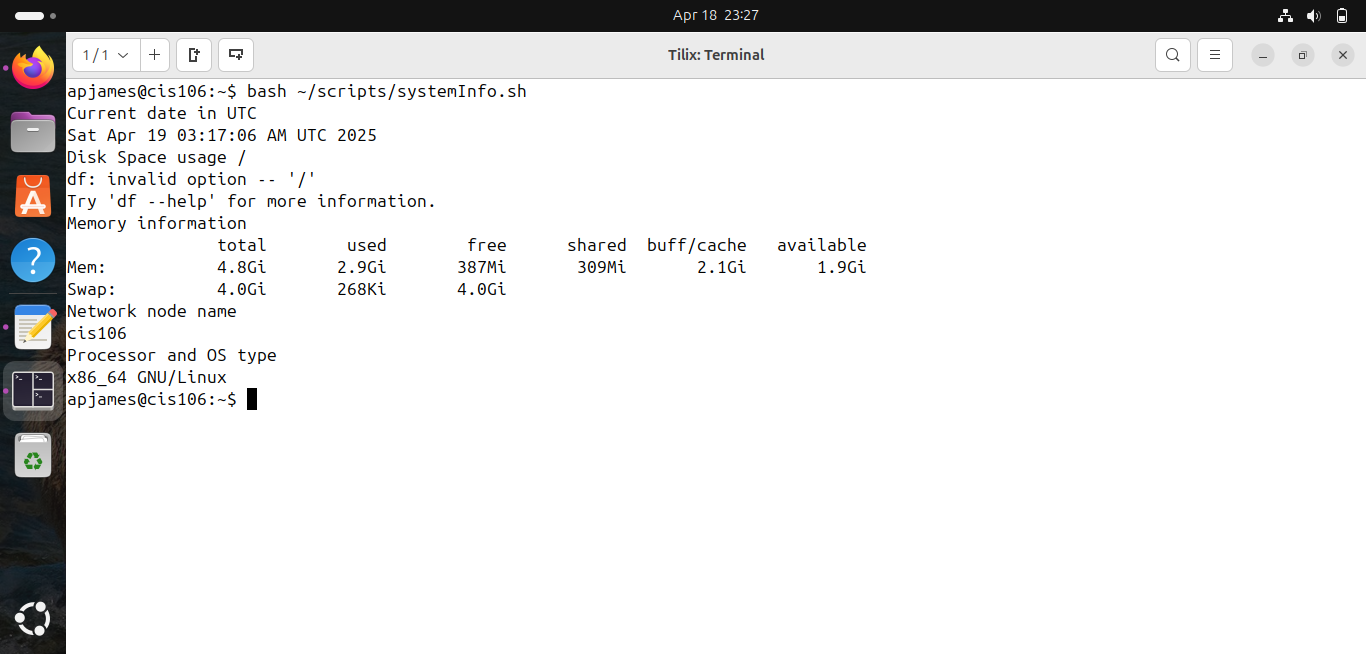 Apr 18 23:27
1 / 1
Tilix: Terminal
apjames@cis106:~$ bash ~/scripts/systemInfo.sh
Current date in UTC
Sat Apr 19 03:17:06 AM UTC 2025
Disk Space usage /
df: invalid option -- '/'
Try 'df --help' for more information.
Memory information
total used free shared buff/cache available
Mem: 4.8Gi 2.9Gi 387Mi 309Mi 2.1Gi 1.9Gi
Swap: 4.0Gi 268Ki 4.0Gi
Network node name
cis106
Processor and OS type
x86_64 GNU/Linux
apjames@cis106:~$